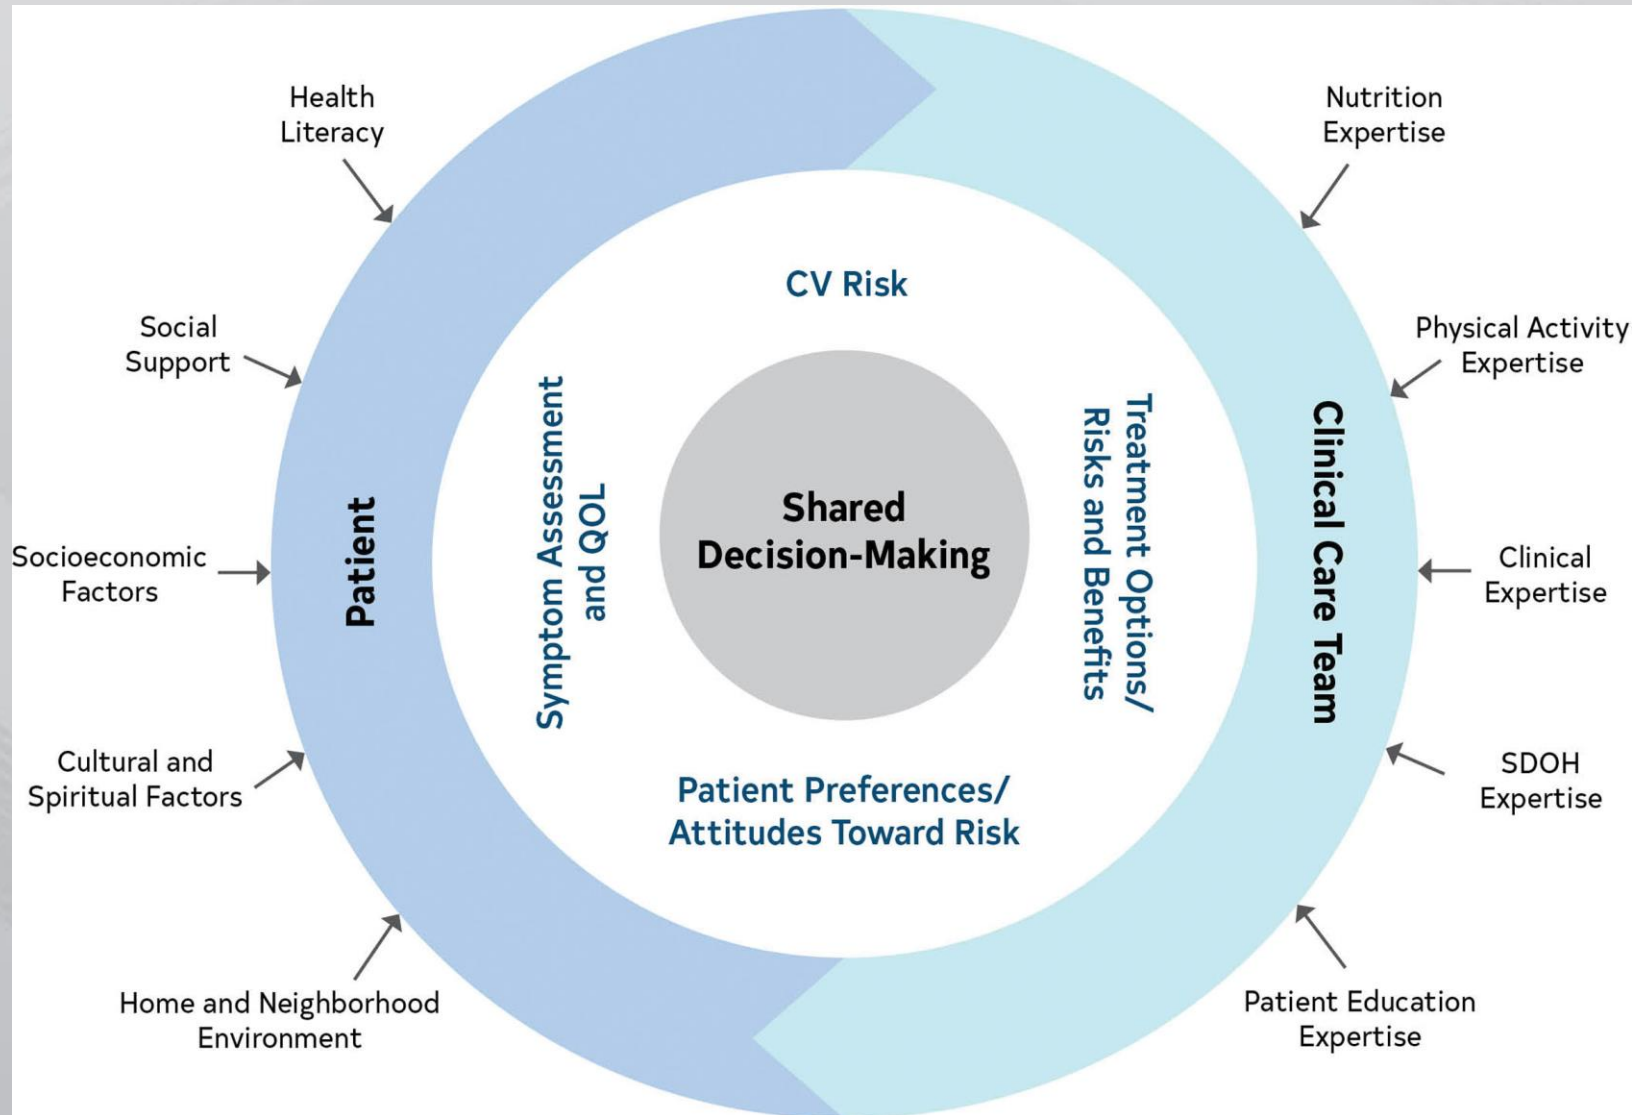 Health
Literacy
Social
Support
Socioeconomic
Factors
Cultural and
Spiritual Factors
Home and Neighborhood
Environment
Patient
CV Risk
Symptom Assessment
and QOL
Shared
Decision-Making
Treatment Options/
Risks and Benefits
Patient Preferences/
Attitudes Toward Risk
Clinical Care Team
Nutrition
Expertise
Physical Activity
Expertise
Clinical
Expertise
SDOH
Expertise
Patient Education
Expertise